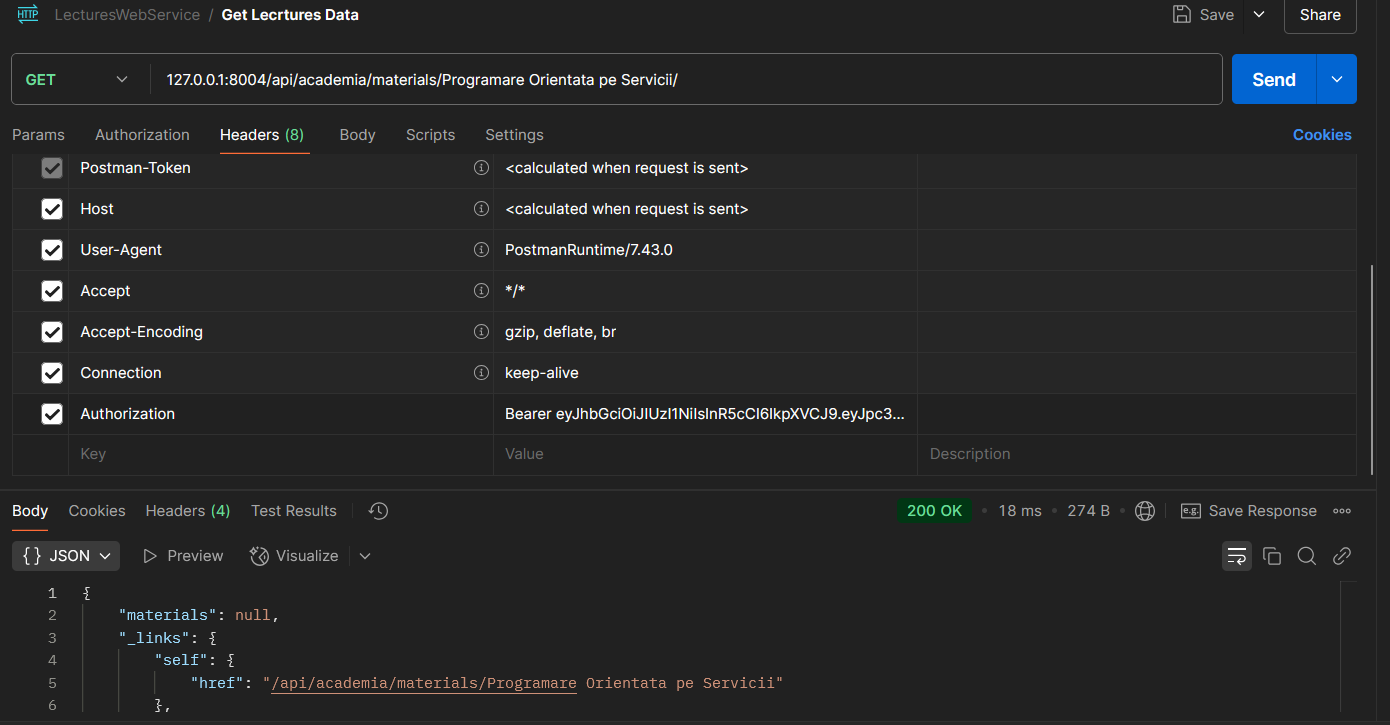 HTTP LecturesWebService / Get Lecrtures Data Save Share
GET 127.0.0.1:8004/api/academia/materials/Programare Orientata pe Servicii/ Send
Params Authorization Headers (8) Body Scripts Settings Cookies
Postman-Token <calculated when request is sent>
Host <calculated when request is sent>
User-Agent PostmanRuntime/7.43.0
Accept */*
Accept-Encoding gzip, deflate, br
Connection keep-alive
Authorization Bearer eyJhbGciOiJIUzI1NiIsInR5cCI6IkpXVCJ9.eyJpc3...
Key Value Description
Body Cookies Headers (4) Test Results 200 OK • 18 ms • 274 B • e.g. Save Response
{} JSON Preview Visualize
1 {
2 "materials": null,
3 "_links": {
4 "self": {
5 "href": "/api/academia/materials/Programare Orientata pe Servicii"
6 },